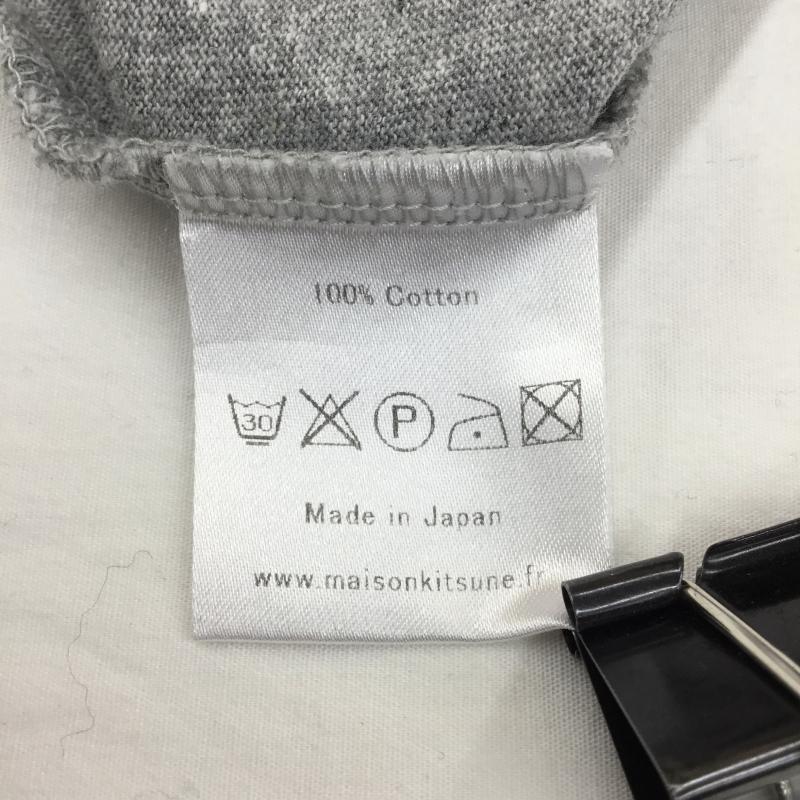 100% Cotton
30 P
Made in Japan
www.maisonkitsune.fr